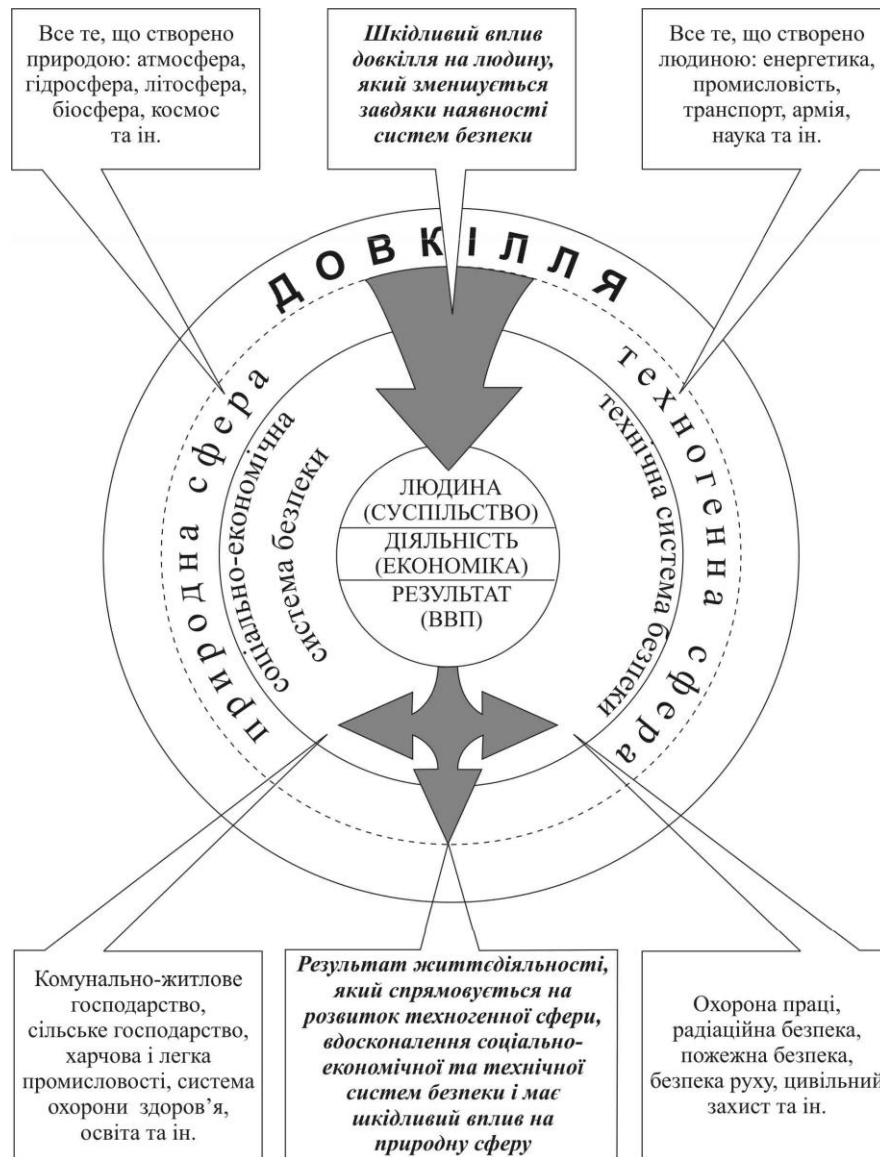 Все те, що створено
природою: атмосфера,
гідросфера, літосфера,
біосфера, космос
та ін.
Шкідливий вплив
довкілля на людину,
який зменшується
завдяки наявності
систем безпеки
Все те, що створено
людиною: енергетика,
промисловість,
транспорт, армія,
наука та ін.
ДОВКІЛЛЯ
природна сфера
соціально-економічна
система безпеки
техногенна сфера
технічна система безпеки
ЛЮДИНА
(СУСПІЛЬСТВО)
ДІЯЛЬНІСТЬ
(ЕКОНОМІКА)
РЕЗУЛЬТАТ
(ВВП)
Комунально-житлове
господарство,
сільське господарство,
харчова і легка
промисловості, система
охорони здоров’я,
освіта та ін.
Результат життєдіяльності,
який спрямовується на
розвиток техногенної сфери,
вдосконалення соціально-
економічної та технічної
систем безпеки і має
шкідливий вплив на
природну сферу
Охорона праці,
радіаційна безпека,
пожежна безпека,
безпека руху, цивільний
захист та ін.